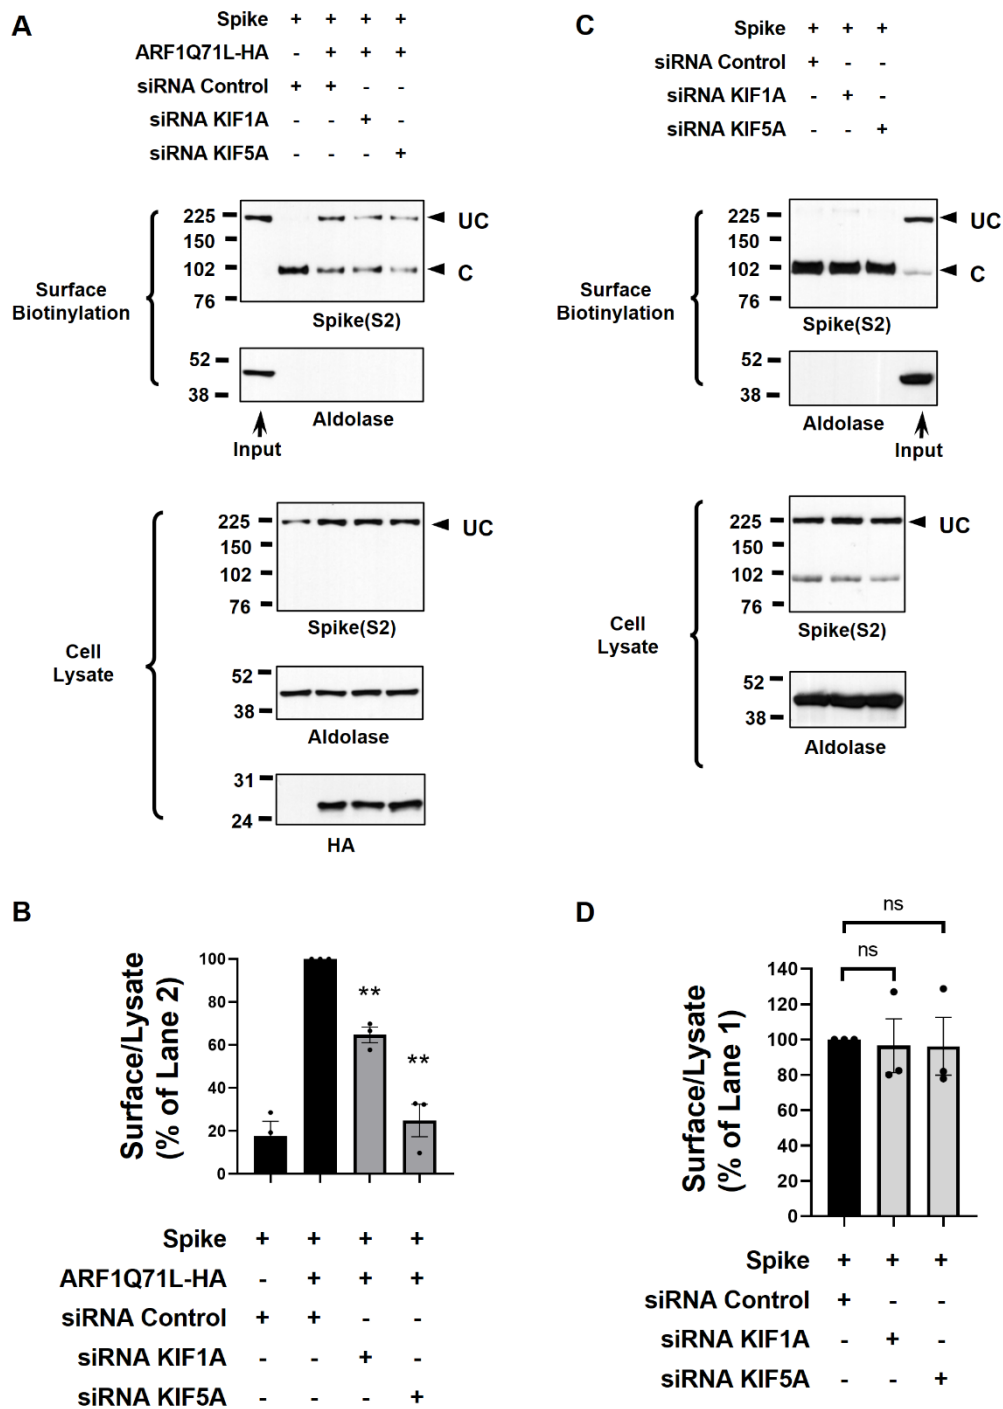 A
Spike + + + +
ARF1Q71L-HA - + + +
siRNA Control + + - -
siRNA KIF1A - - + -
siRNA KIF5A - - - +
225
150
102
76
UC
C
Surface
Biotinylation
Spike(S2)
52
38
Aldolase
Input
225
150
102
76
UC
Spike(S2)
Cell
Lysate
52
38
Aldolase
31
24
HA
C
Spike + + +
siRNA Control + - -
siRNA KIF1A - + -
siRNA KIF5A - - +
225
150
102
76
UC
C
Surface
Biotinylation
Spike(S2)
52
38
Aldolase
Input
225
150
102
76
UC
Spike(S2)
Cell
Lysate
52
38
Aldolase
B
Surface/Lysate
(% of Lane 2)
100
80
60
40
20
0
**
**
Spike + + + +
ARF1Q71L-HA - + + +
siRNA Control + + - -
siRNA KIF1A - - + -
siRNA KIF5A - - - +
D
ns
ns
Surface/Lysate
(% of Lane 1)
140
120
100
80
60
40
20
0
Spike + + +
siRNA Control + - -
siRNA KIF1A - + -
siRNA KIF5A - - +